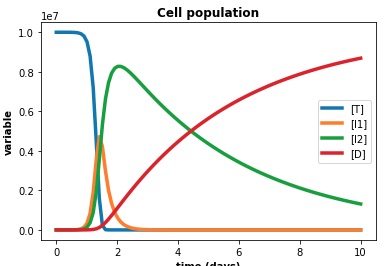 Cell population
1e7
1.0
0.8
0.6
0.4
0.2
0.0
variable
[T]
[I1]
[I2]
[D]
0 2 4 6 8 10
time (days)